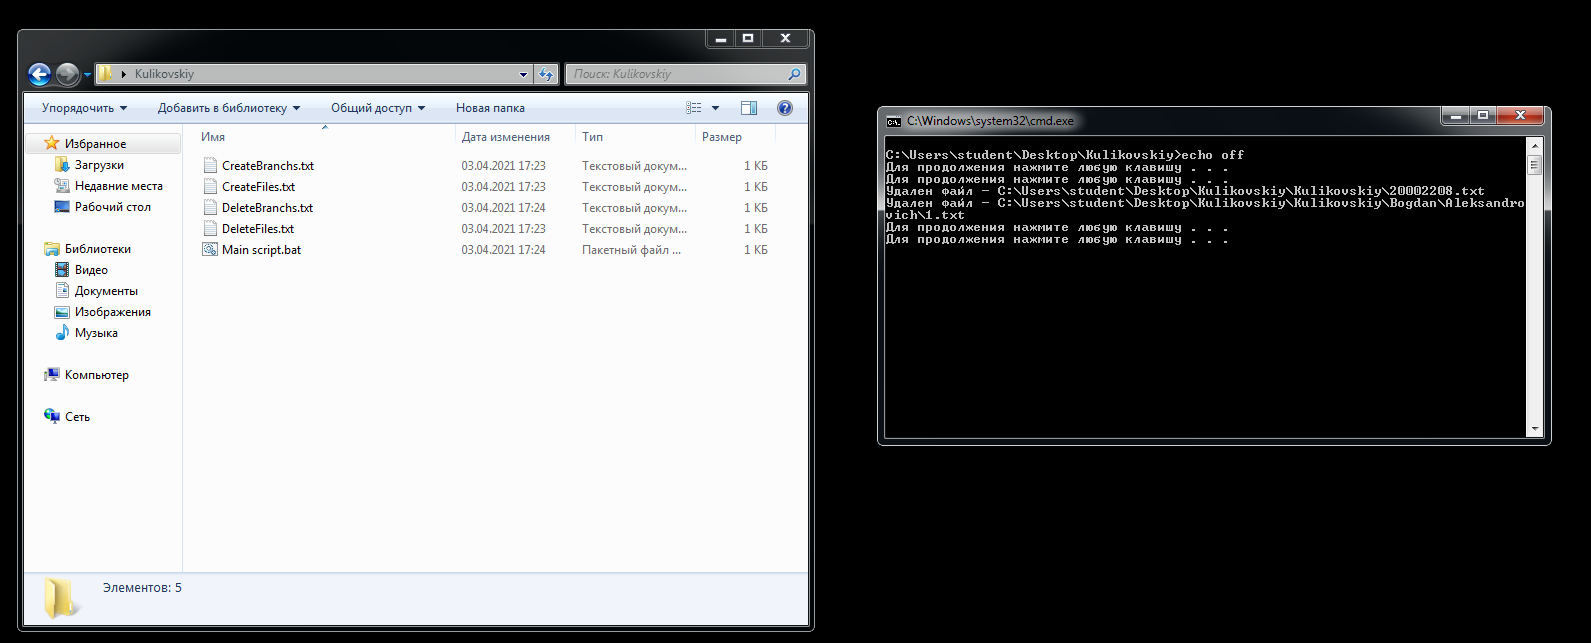 Kulikovskiy
Поиск: Kulikovskiy
Упорядочить Добавить в библиотеку Общий доступ Новая папка
Избранное
Загрузки
Недавние места
Рабочий стол
Библиотеки
Видео
Документы
Изображения
Музыка
Компьютер
Сеть
Имя Дата изменения Тип Размер
CreateBranchs.txt 03.04.2021 17:23 Текстовый докум... 1 КБ
CreateFiles.txt 03.04.2021 17:23 Текстовый докум... 1 КБ
DeleteBranchs.txt 03.04.2021 17:24 Текстовый докум... 1 КБ
DeleteFiles.txt 03.04.2021 17:23 Текстовый докум... 1 КБ
Main script.bat 03.04.2021 17:24 Пакетный файл ... 1 КБ
Элементов: 5
C:\Windows\system32\cmd.exe
C:\Users\student\Desktop\Kulikovskiy>echo off
Для продолжения нажмите любую клавишу . . .
Для продолжения нажмите любую клавишу . . .
Удален файл - C:\Users\student\Desktop\Kulikovskiy\Kulikovskiy\20002208.txt
Удален файл - C:\Users\student\Desktop\Kulikovskiy\Kulikovskiy\Bogdan\Aleksandro
vich\1.txt
Для продолжения нажмите любую клавишу . . .
Для продолжения нажмите любую клавишу . . .